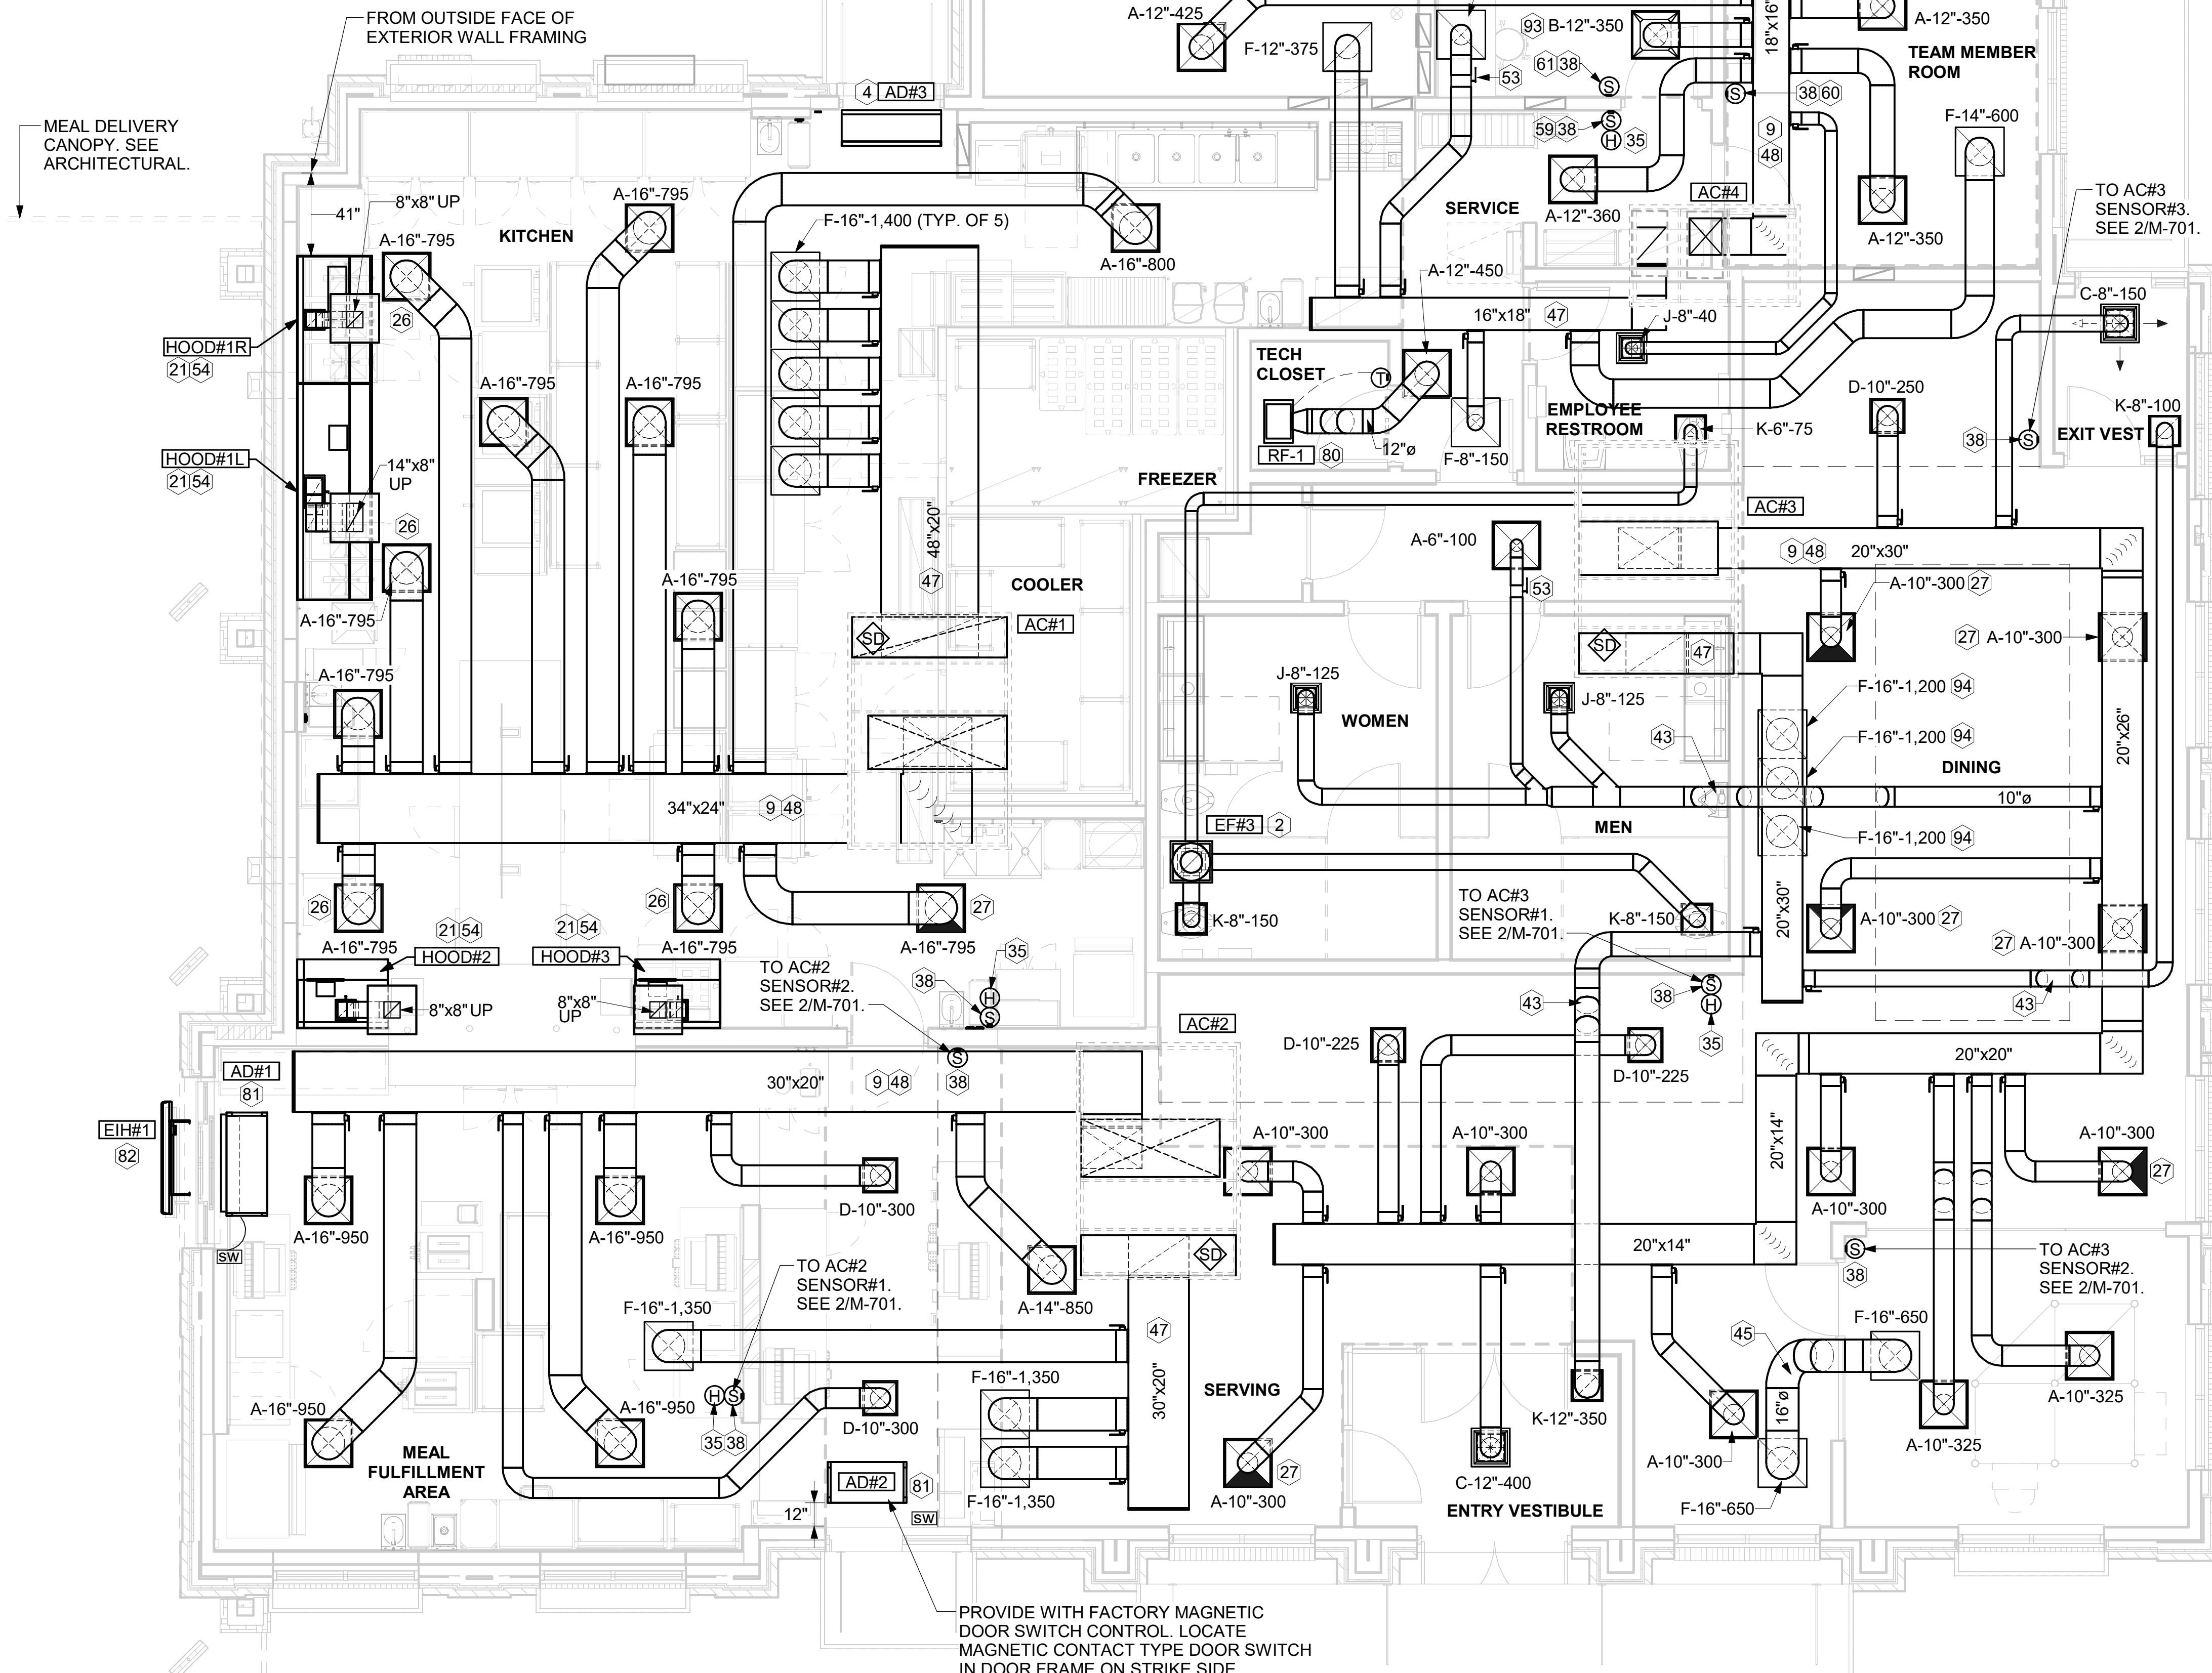 FROM OUTSIDE FACE OF
EXTERIOR WALL FRAMING
MEAL DELIVERY
CANOPY. SEE
ARCHITECTURAL.
4 AD#3
A-12"-425
F-12"-375
93 B-12"-350
61 38
53
59 38
35
18"x16"
A-12"-350
TEAM MEMBER
ROOM
38 60
9
48
F-14"-600
S
S
H
S
41"
8"x8" UP
A-16"-795
A-16"-795
KITCHEN
F-16"-1,400 (TYP. OF 5)
A-16"-800
SERVICE
A-12"-360
AC#4
A-12"-350
TO AC#3
SENSOR#3.
SEE 2/M-701.
HOOD#1R
21 54
26
A-12"-450
16"x18"
47
J-8"-40
C-8"-150
TECH
CLOSET
T
A-16"-795
A-16"-795
D-10"-250
EMPLOYEE
RESTROOM
K-6"-75
K-8"-100
EXIT VEST
38
S
RF-1
80
12"ø
F-8"-150
HOOD#1L
21 54
14"x8"
UP
26
FREEZER
AC#3
48"x20"
47
A-6"-100
53
9 48
20"x30"
COOLER
A-16"-795
A-16"-795
AC#1
SD
A-10"-300 27
27 A-10"-300
SD
47
A-16"-795
J-8"-125
J-8"-125
WOMEN
F-16"-1,200 94
43
F-16"-1,200 94
DINING
20"x26"
34"x24"
9 48
10"ø
EF#3 2
MEN
F-16"-1,200 94
26
26
27
TO AC#3
SENSOR#1.
SEE 2/M-701.
K-8"-150
K-8"-150
20"x30"
A-10"-300 27
27 A-10"-300
A-16"-795
21 54
HOOD#2
21 54
HOOD#3
A-16"-795
A-16"-795
35
38
H
S
TO AC#2
SENSOR#2.
SEE 2/M-701.
8"x8" UP
8"x8"
UP
43
38
S
H
35
43
AC#2
D-10"-225
D-10"-225
20"x20"
AD#1
81
30"x20"
9 48
S
38
EIH#1
82
A-10"-300
A-10"-300
20"x14"
A-10"-300
27
D-10"-300
A-10"-300
A-16"-950
A-16"-950
SW
SD
20"x14"
S
38
TO AC#3
SENSOR#2.
SEE 2/M-701.
TO AC#2
SENSOR#1.
SEE 2/M-701.
A-14"-850
F-16"-1,350
47
45
F-16"-650
F-16"-1,350
SERVING
30"x20"
H S
A-16"-950
A-16"-950
35 38
D-10"-300
K-12"-350
16"ø
A-10"-325
MEAL
FULFILLMENT
AREA
A-10"-300
A-10"-325
AD#2
81
27
C-12"-400
F-16"-1,350
A-10"-300
ENTRY VESTIBULE
F-16"-650
12"
SW
PROVIDE WITH FACTORY MAGNETIC
DOOR SWITCH CONTROL. LOCATE
MAGNETIC CONTACT TYPE DOOR SWITCH
IN DOOR FRAME ON STRIKE SIDE